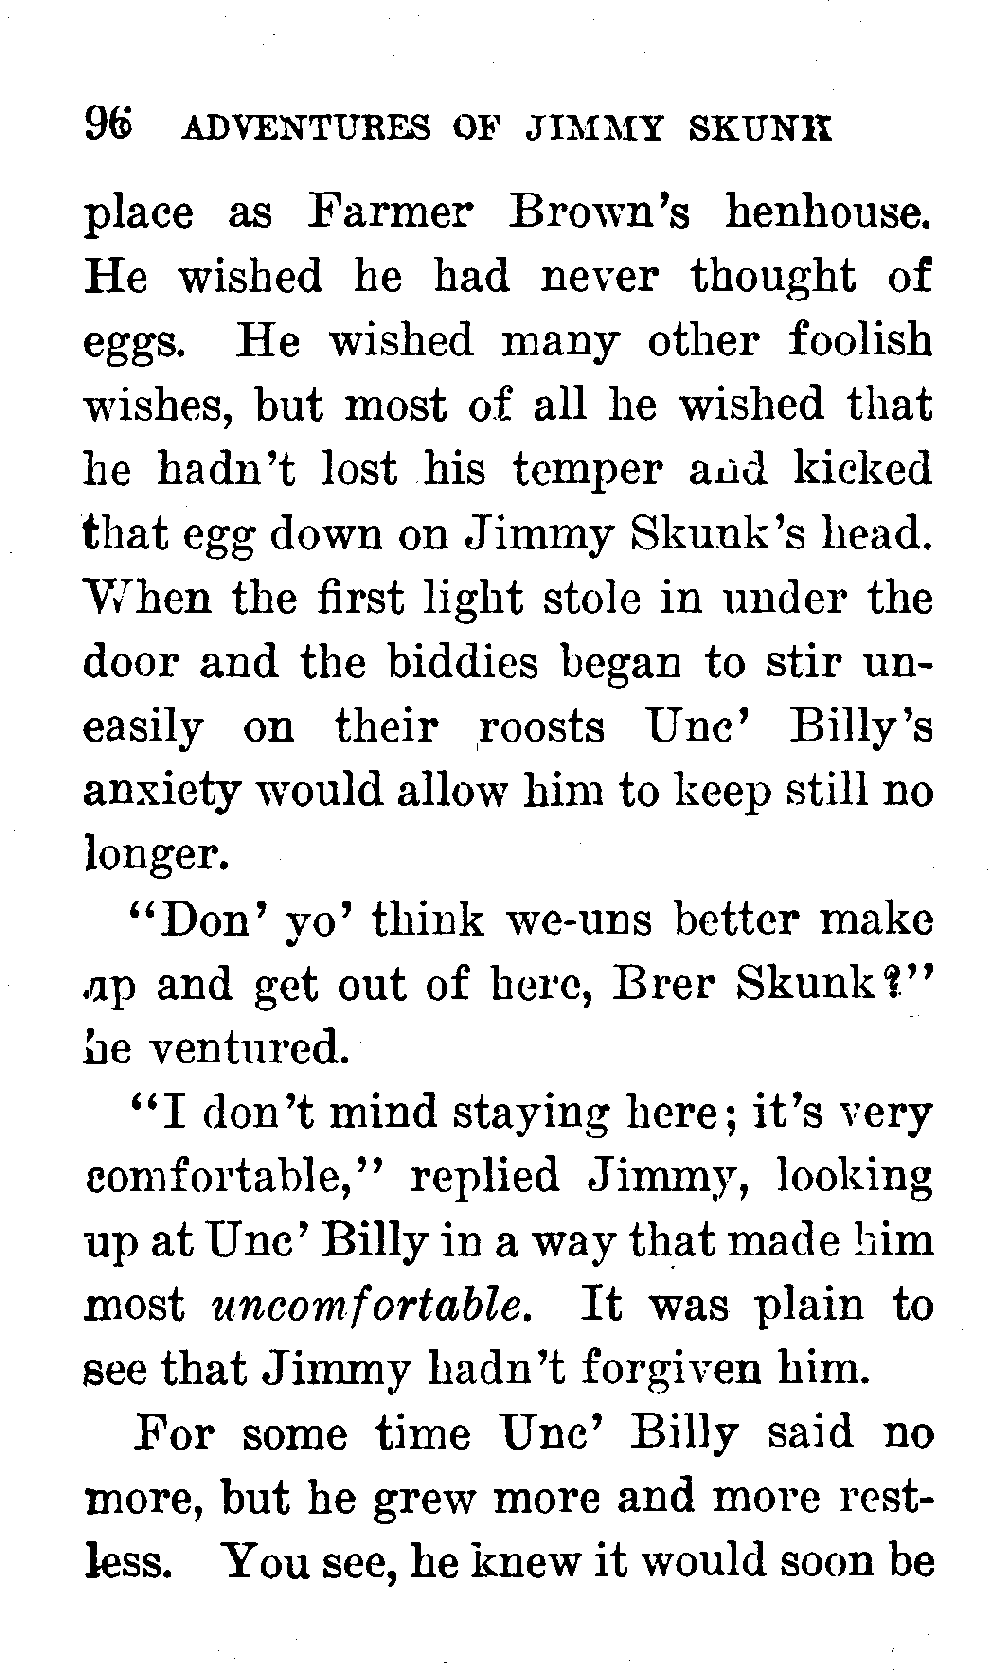 96 ADVENTURES OF JIMMY SKUNK
place as Farmer Brown's henhouse.
He wished he had never thought of
eggs. He wished many other foolish
wishes, but most of all he wished that
he hadn't lost his temper and kicked
that egg down on Jimmy Skunk's head.
When the first light stole in under the
door and the biddies began to stir un-
easily on their roosts Unc' Billy's
anxiety would allow him to keep still no
longer.
"Don' yo' think we-uns better make
up and get out of here, Brer Skunk?"
he ventured.
"I don't mind staying here; it's very
comfortable," replied Jimmy, looking
up at Unc' Billy in a way that made him
most uncomfortable. It was plain to
see that Jimmy hadn't forgiven him.
For some time Unc' Billy said no
more, but he grew more and more rest-
less. You see, he knew it would soon be